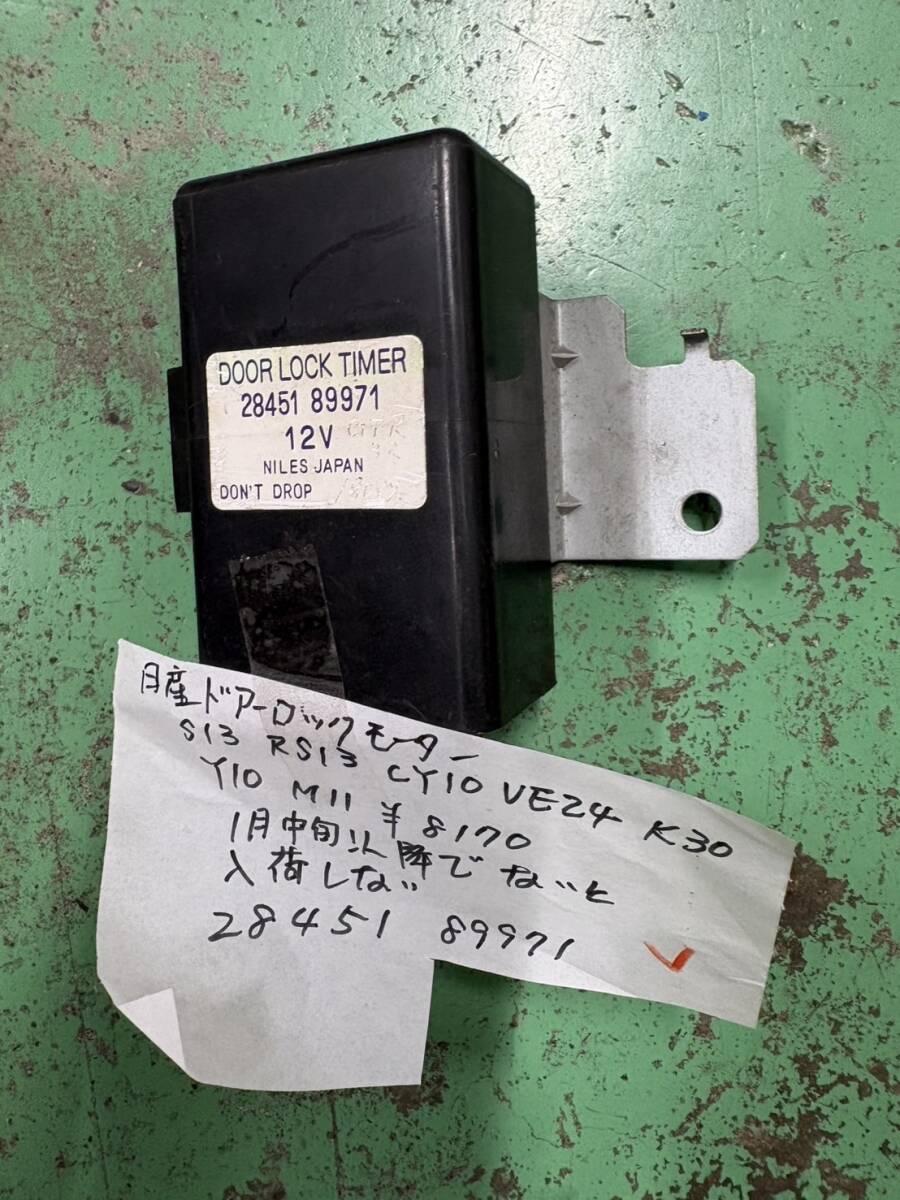 DOOR LOCK TIMER
28451 89971
12V
NILES JAPAN
DON'T DROP
日産ドアーロックモーター
S13 RS13 CY10 VE24 K30
Y10 M11 ¥8170
1月中旬以降でないと
入荷しない
28451 89971